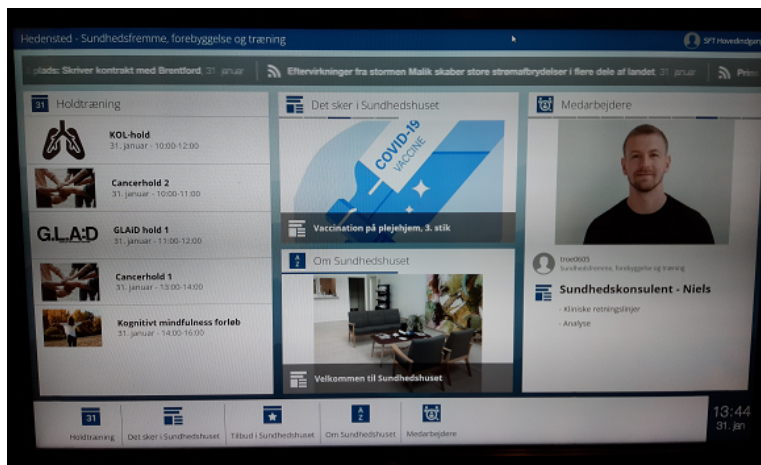 Hedensted - Sundhedsfremme, forebyggelse og træning
SPT Hovedindgan
plads: Skriver kontrakt med Brentford, 31. januar
Eftervirkninger fra stormen Malik skaber store strømafbrydelser i flere dele af landet, 31. januar
Prin
31 Holdtræning
KOL-hold
31. januar - 10:00-12:00
Cancerhold 2
31. januar - 10:00-11:00
G.L.A:D
GLAiD hold 1
31. januar - 11:00-12:00
Cancerhold 1
31. januar - 13:00-14:00
Kognitivt mindfulness forløb
31. januar - 14:00-16:00
Det sker i Sundhedshuset
COVID-19
VACCINE
Vaccination på plejehjem, 3. stik
A Z Om Sundhedshuset
Velkommen til Sundhedshuset
Medarbejdere
Sundhedsfremme, forebyggelse og træning
Sundhedskonsulent - Niels
- Kliniske retningslinjer
- Analyse
31
Holdtræning
Det sker i Sundhedshuset
Tilbud i Sundhedshuset
A
Z
Om Sundhedshuset
Medarbejdere
13:44
31. jan